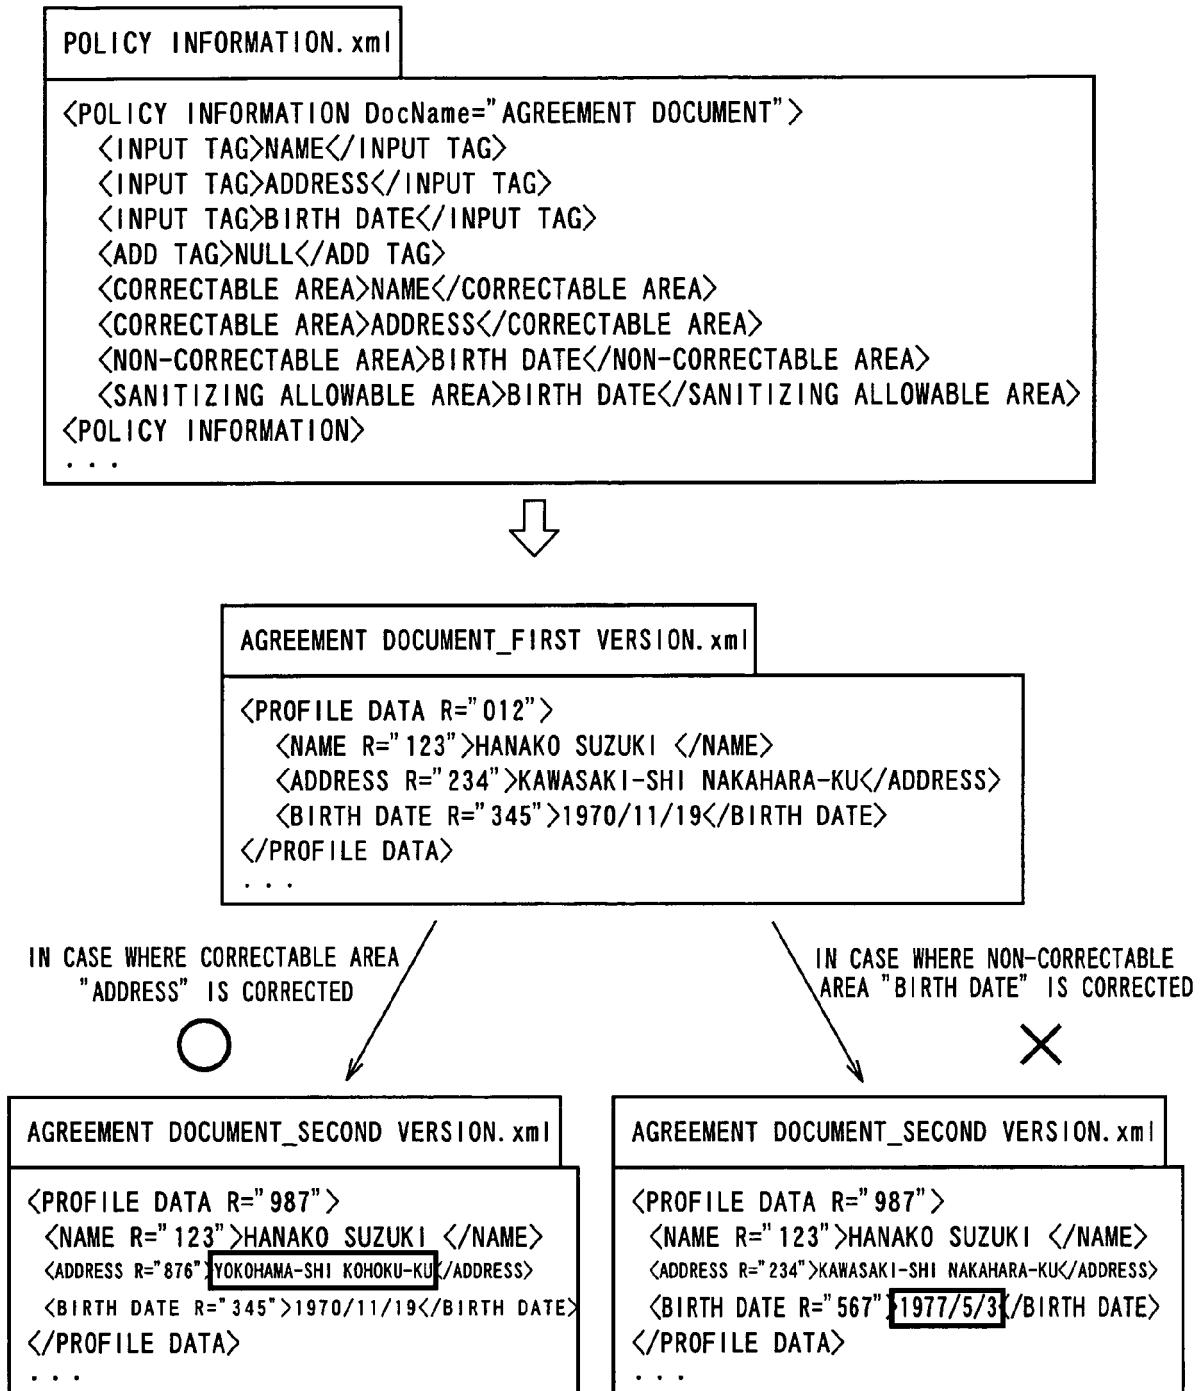 POLICY INFORMATION.xml
<POLICY INFORMATION DocName="AGREEMENT DOCUMENT">
<INPUT TAG>NAME</INPUT TAG>
<INPUT TAG>ADDRESS</INPUT TAG>
<INPUT TAG>BIRTH DATE</INPUT TAG>
<ADD TAG>NULL</ADD TAG>
<CORRECTABLE AREA>NAME</CORRECTABLE AREA>
<CORRECTABLE AREA>ADDRESS</CORRECTABLE AREA>
<NON-CORRECTABLE AREA>BIRTH DATE</NON-CORRECTABLE AREA>
<SANITIZING ALLOWABLE AREA>BIRTH DATE</SANITIZING ALLOWABLE AREA>
<POLICY INFORMATION>
...
AGREEMENT DOCUMENT_FIRST VERSION.xml
<PROFILE DATA R="012">
<NAME R="123">HANAKO SUZUKI </NAME>
<ADDRESS R="234">KAWASAKI-SHI NAKAHARA-KU</ADDRESS>
<BIRTH DATE R="345">1970/11/19</BIRTH DATE>
</PROFILE DATA>
...
IN CASE WHERE CORRECTABLE AREA
"ADDRESS" IS CORRECTED
IN CASE WHERE NON-CORRECTABLE
AREA "BIRTH DATE" IS CORRECTED
AGREEMENT DOCUMENT_SECOND VERSION.xml
<PROFILE DATA R="987">
<NAME R="123">HANAKO SUZUKI </NAME>
<ADDRESS R="876">YOKOHAMA-SHI KOHOKU-KU</ADDRESS>
<BIRTH DATE R="345">1970/11/19</BIRTH DATE>
</PROFILE DATA>
...
AGREEMENT DOCUMENT_SECOND VERSION.xml
<PROFILE DATA R="987">
<NAME R="123">HANAKO SUZUKI </NAME>
<ADDRESS R="234">KAWASAKI-SHI NAKAHARA-KU</ADDRESS>
<BIRTH DATE R="567">1977/5/3</BIRTH DATE>
</PROFILE DATA>
...